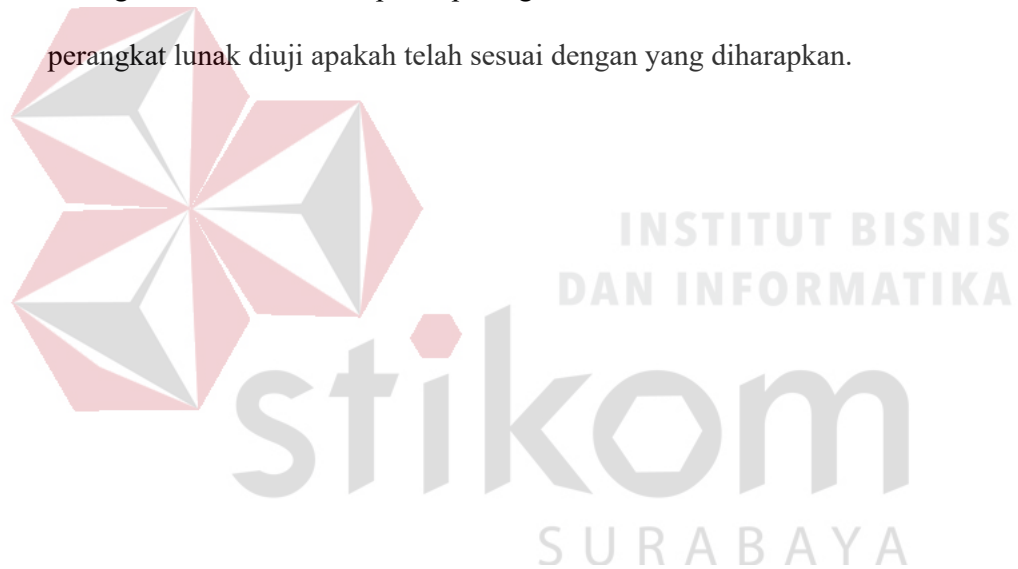 perangkat lunak diuji apakah telah sesuai dengan yang diharapkan.
INSTITUT BISNIS
DAN INFORMATIKA
stikom
SURABAYA